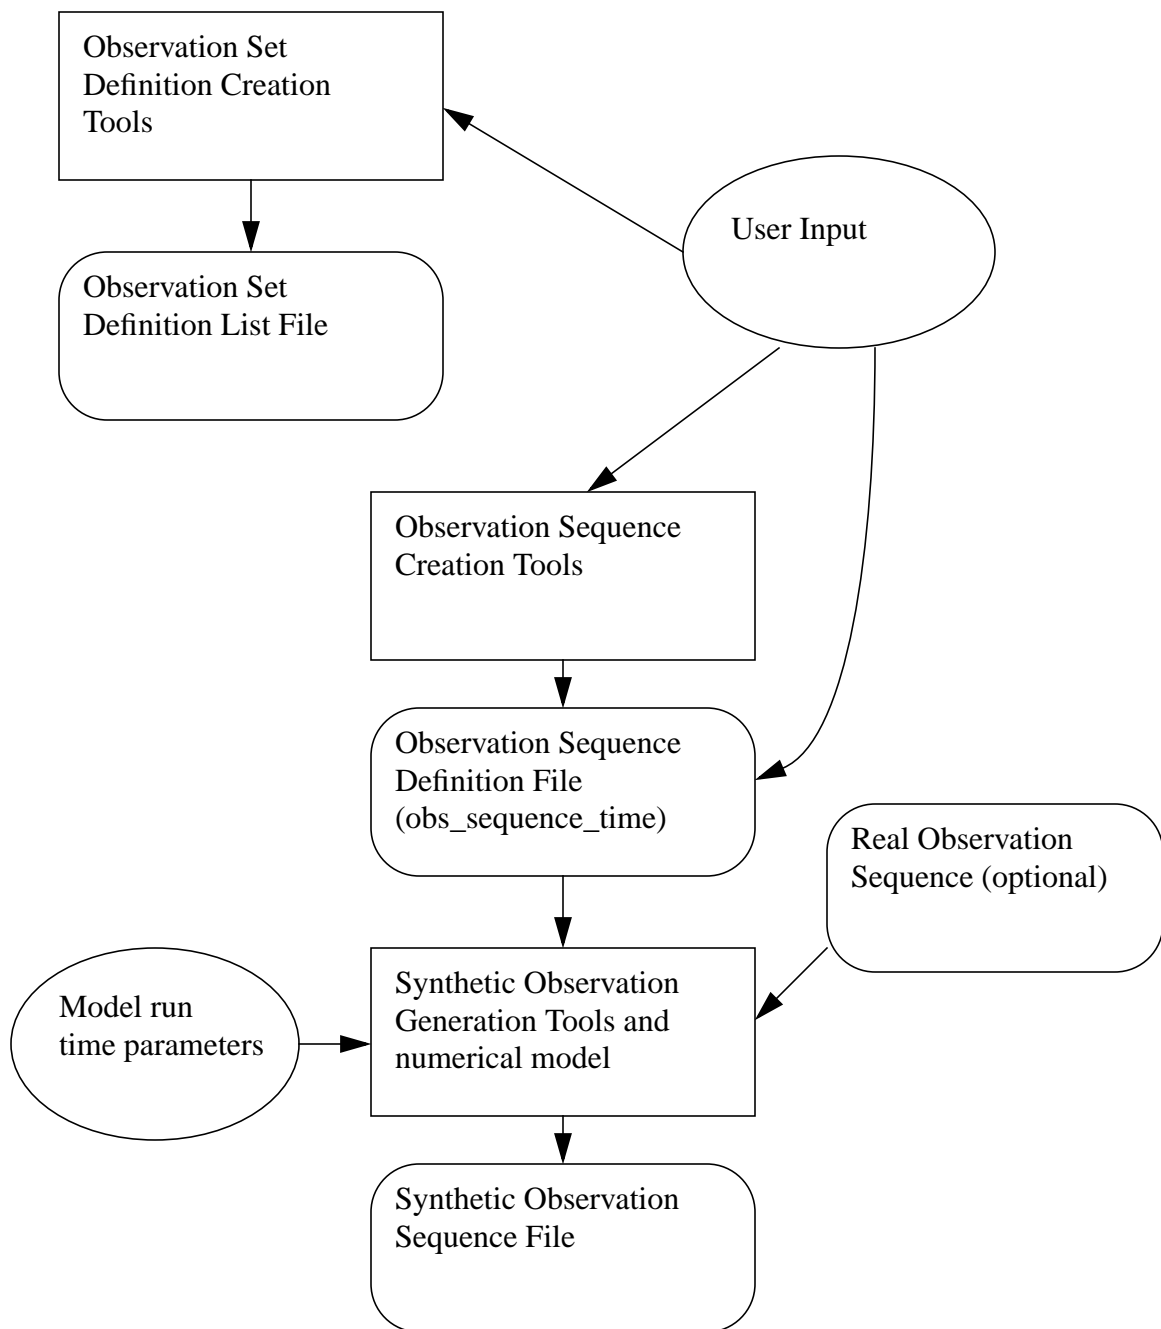 Observation Set
Definition Creation
Tools
User Input
Observation Set
Definition List File
Observation Sequence
Creation Tools
Observation Sequence
Definition File
(obs_sequence_time)
Real Observation
Sequence (optional)
Synthetic Observation
Generation Tools and
numerical model
Model run
time parameters
Synthetic Observation
Sequence File